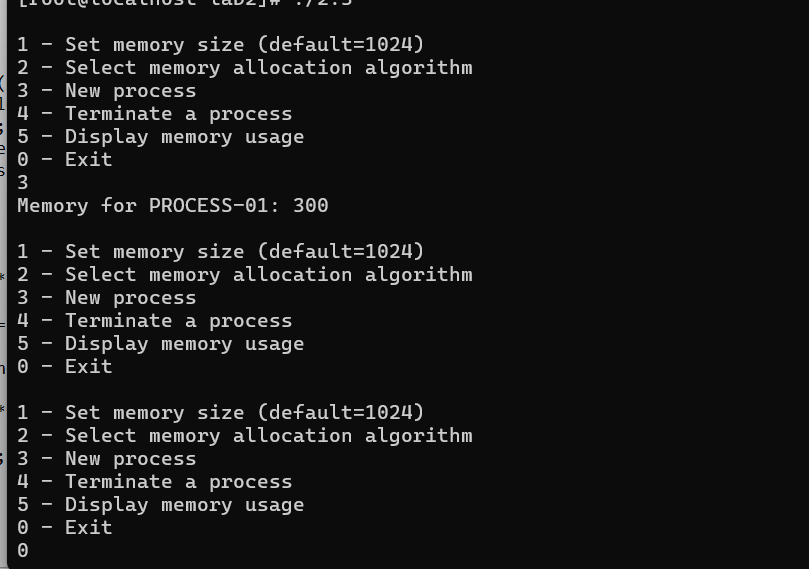 [root@localhost lab2]# ./2.3
1 - Set memory size (default=1024)
2 - Select memory allocation algorithm
3 - New process
4 - Terminate a process
5 - Display memory usage
0 - Exit
3
Memory for PROCESS-01: 300
1 - Set memory size (default=1024)
2 - Select memory allocation algorithm
3 - New process
4 - Terminate a process
5 - Display memory usage
0 - Exit
1 - Set memory size (default=1024)
2 - Select memory allocation algorithm
3 - New process
4 - Terminate a process
5 - Display memory usage
0 - Exit
0